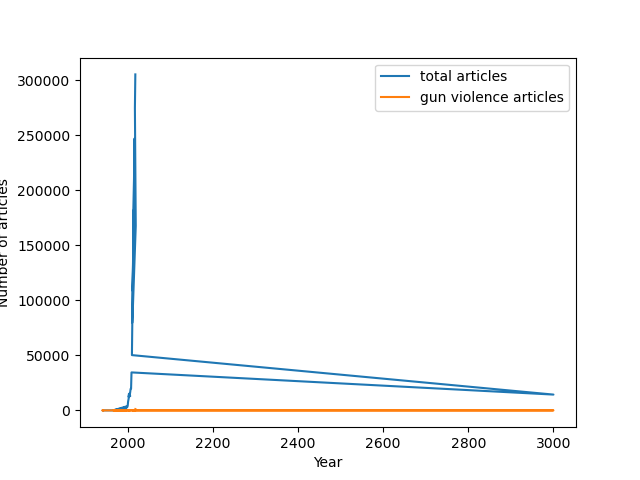 total articles
gun violence articles
300000
250000
200000
150000
100000
50000
0
Number of articles
2000 2200 2400 2600 2800 3000
Year